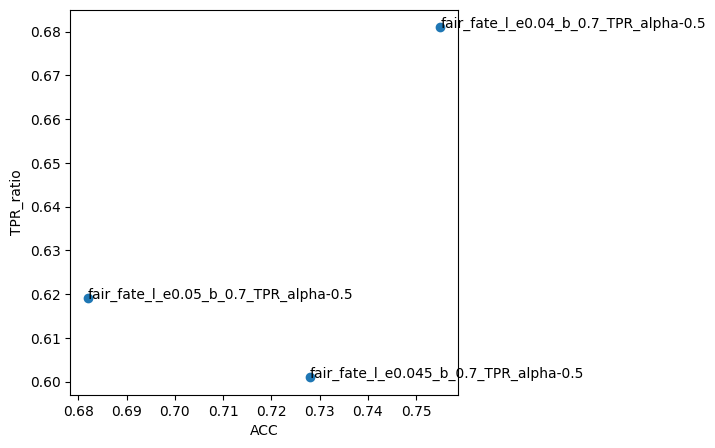 0.68
fair_fate_l_e0.04_b_0.7_TPR_alpha-0.5
0.67
0.66
0.65
TPR_ratio
0.64
0.63
0.62
fair_fate_l_e0.05_b_0.7_TPR_alpha-0.5
0.61
0.60
fair_fate_l_e0.045_b_0.7_TPR_alpha-0.5
0.68 0.69 0.70 0.71 0.72 0.73 0.74 0.75
ACC